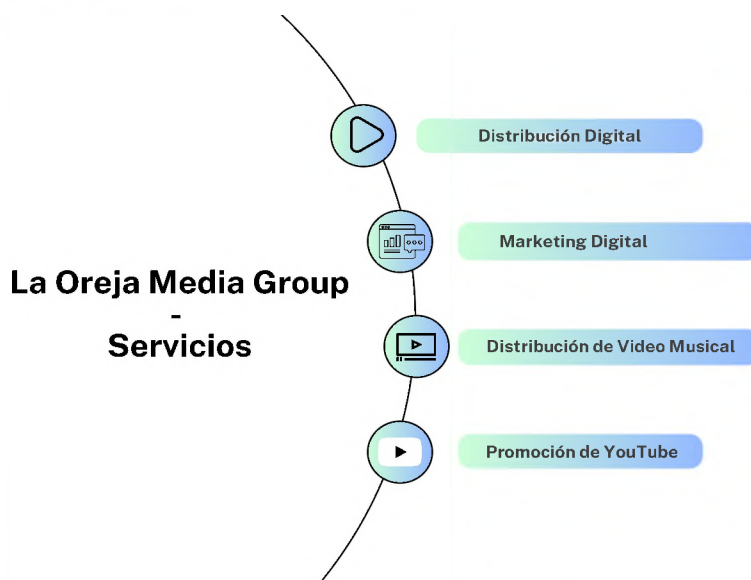 La Oreja Media Group
-
Servicios
Distribución Digital
Marketing Digital
Distribución de Video Musical
Promoción de YouTube